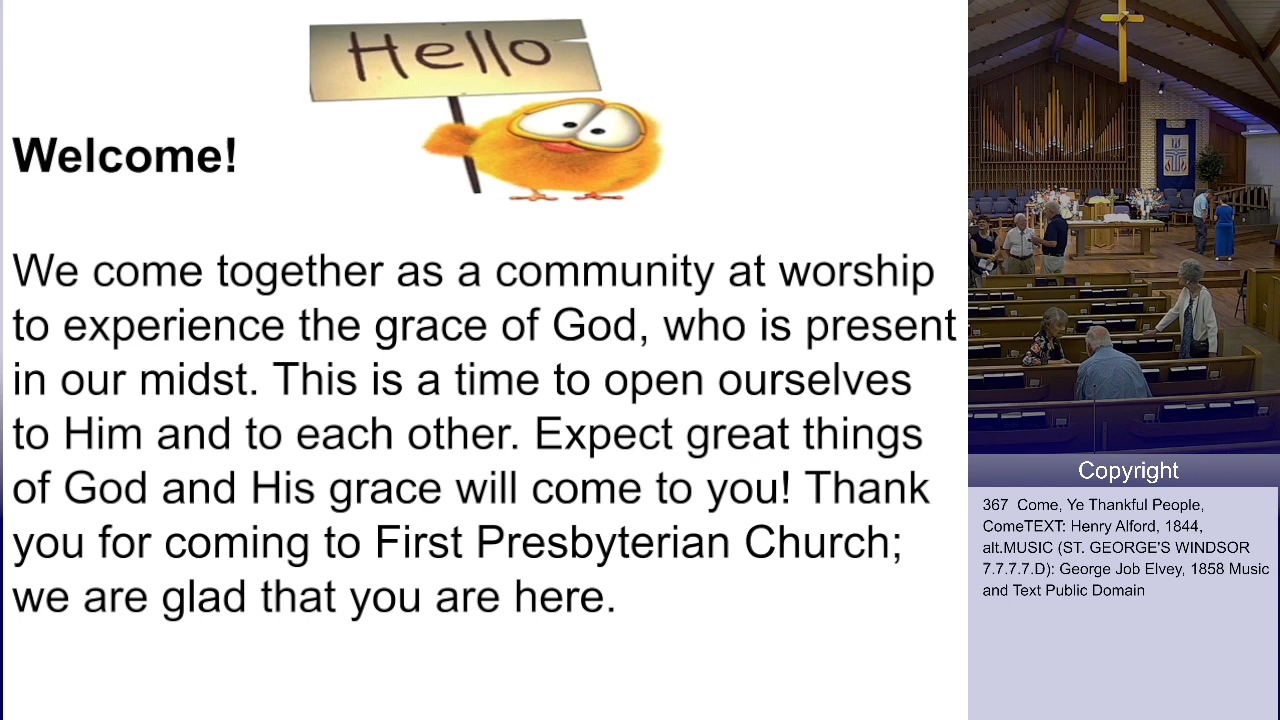 Hello
Welcome!
We come together as a community at worship
to experience the grace of God, who is present
in our midst. This is a time to open ourselves
to Him and to each other. Expect great things
of God and His grace will come to you! Thank
you for coming to First Presbyterian Church;
we are glad that you are here.
Copyright
367  Come, Ye Thankful People,
ComeTEXT: Henry Alford, 1844,
alt.MUSIC (ST. GEORGE'S WINDSOR
7.7.7.7.D): George Job Elvey, 1858 Music
and Text Public Domain